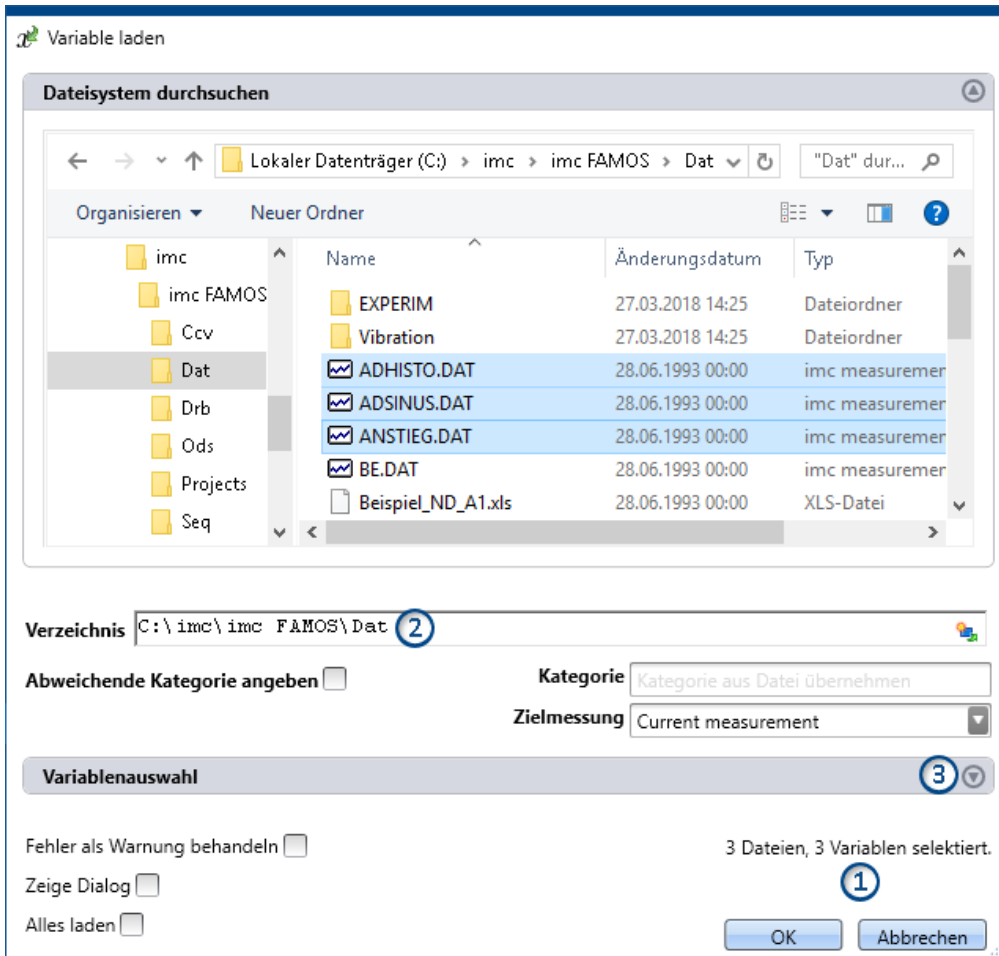 Variable laden
Dateisystem durchsuchen
Lokaler Datenträger (C:) > imc > imc FAMOS > Dat
"Dat" dur...
Organisieren
Neuer Ordner
?
imc
imc FAMOS
Ccv
Dat
Drb
Ods
Projects
Seq
Name Änderungsdatum Typ
EXPERIM 27.03.2018 14:25 Dateiordner
Vibration 27.03.2018 14:25 Dateiordner
ADHISTO.DAT 28.06.1993 00:00 imc measuremer
ADSINUS.DAT 28.06.1993 00:00 imc measuremer
ANSTIEG.DAT 28.06.1993 00:00 imc measuremer
BE.DAT 28.06.1993 00:00 imc measuremer
Beispiel_ND_A1.xls 28.06.1993 00:00 XLS-Datei
Verzeichnis C:\imc\imc FAMOS\Dat 2
Abweichende Kategorie angeben
Kategorie Kategorie aus Datei übernehmen
Zielmessung Current measurement
Variablenauswahl 3
Fehler als Warnung behandeln
3 Dateien, 3 Variablen selektiert.
Zeige Dialog
1
Alles laden
OK Abbrechen